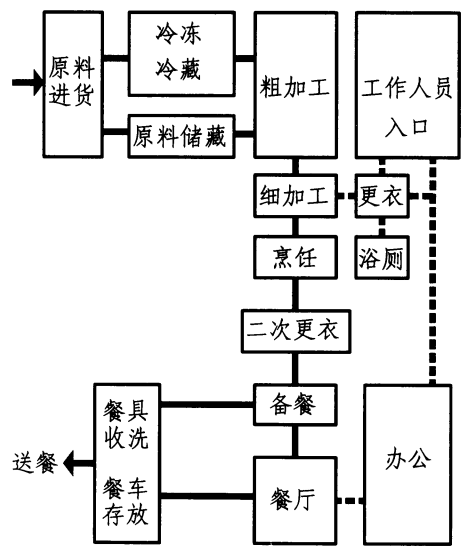 原料
进货
冷冻
冷藏
原料储藏
粗加工
工作人员
入口
细加工
更衣
烹饪
浴厕
二次更衣
餐具
收洗
餐车
存放
备餐
办公
送餐
餐厅